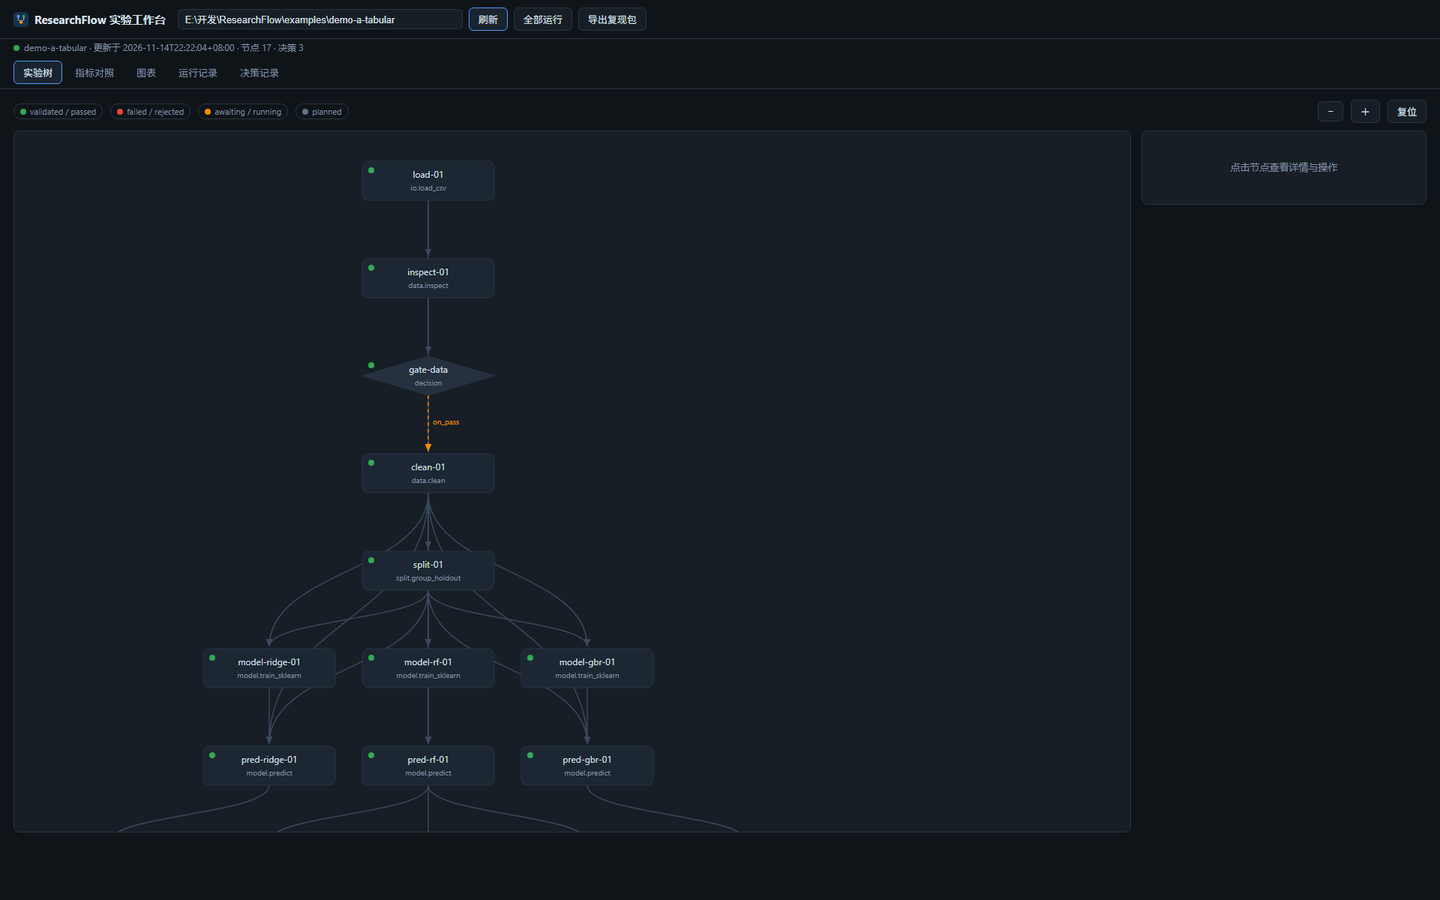 ResearchFlow 实验工作台
E:\开发\ResearchFlow\examples\demo-a-tabular
刷新
全部运行
导出复现包
demo-a-tabular · 更新于 2026-11-14T22:22:04+08:00 · 节点 17 · 决策 3
实验树
指标对照
图表
运行记录
决策记录
validated / passed
failed / rejected
awaiting / running
planned
−
+
复位
load-01
io.load_csv
点击节点查看详情与操作
inspect-01
data.inspect
gate-data
decision
on_pass
clean-01
data.clean
split-01
split.group_holdout
model-ridge-01
model.train_sklearn
model-rf-01
model.train_sklearn
model-gbr-01
model.train_sklearn
pred-ridge-01
model.predict
pred-rf-01
model.predict
pred-gbr-01
model.predict